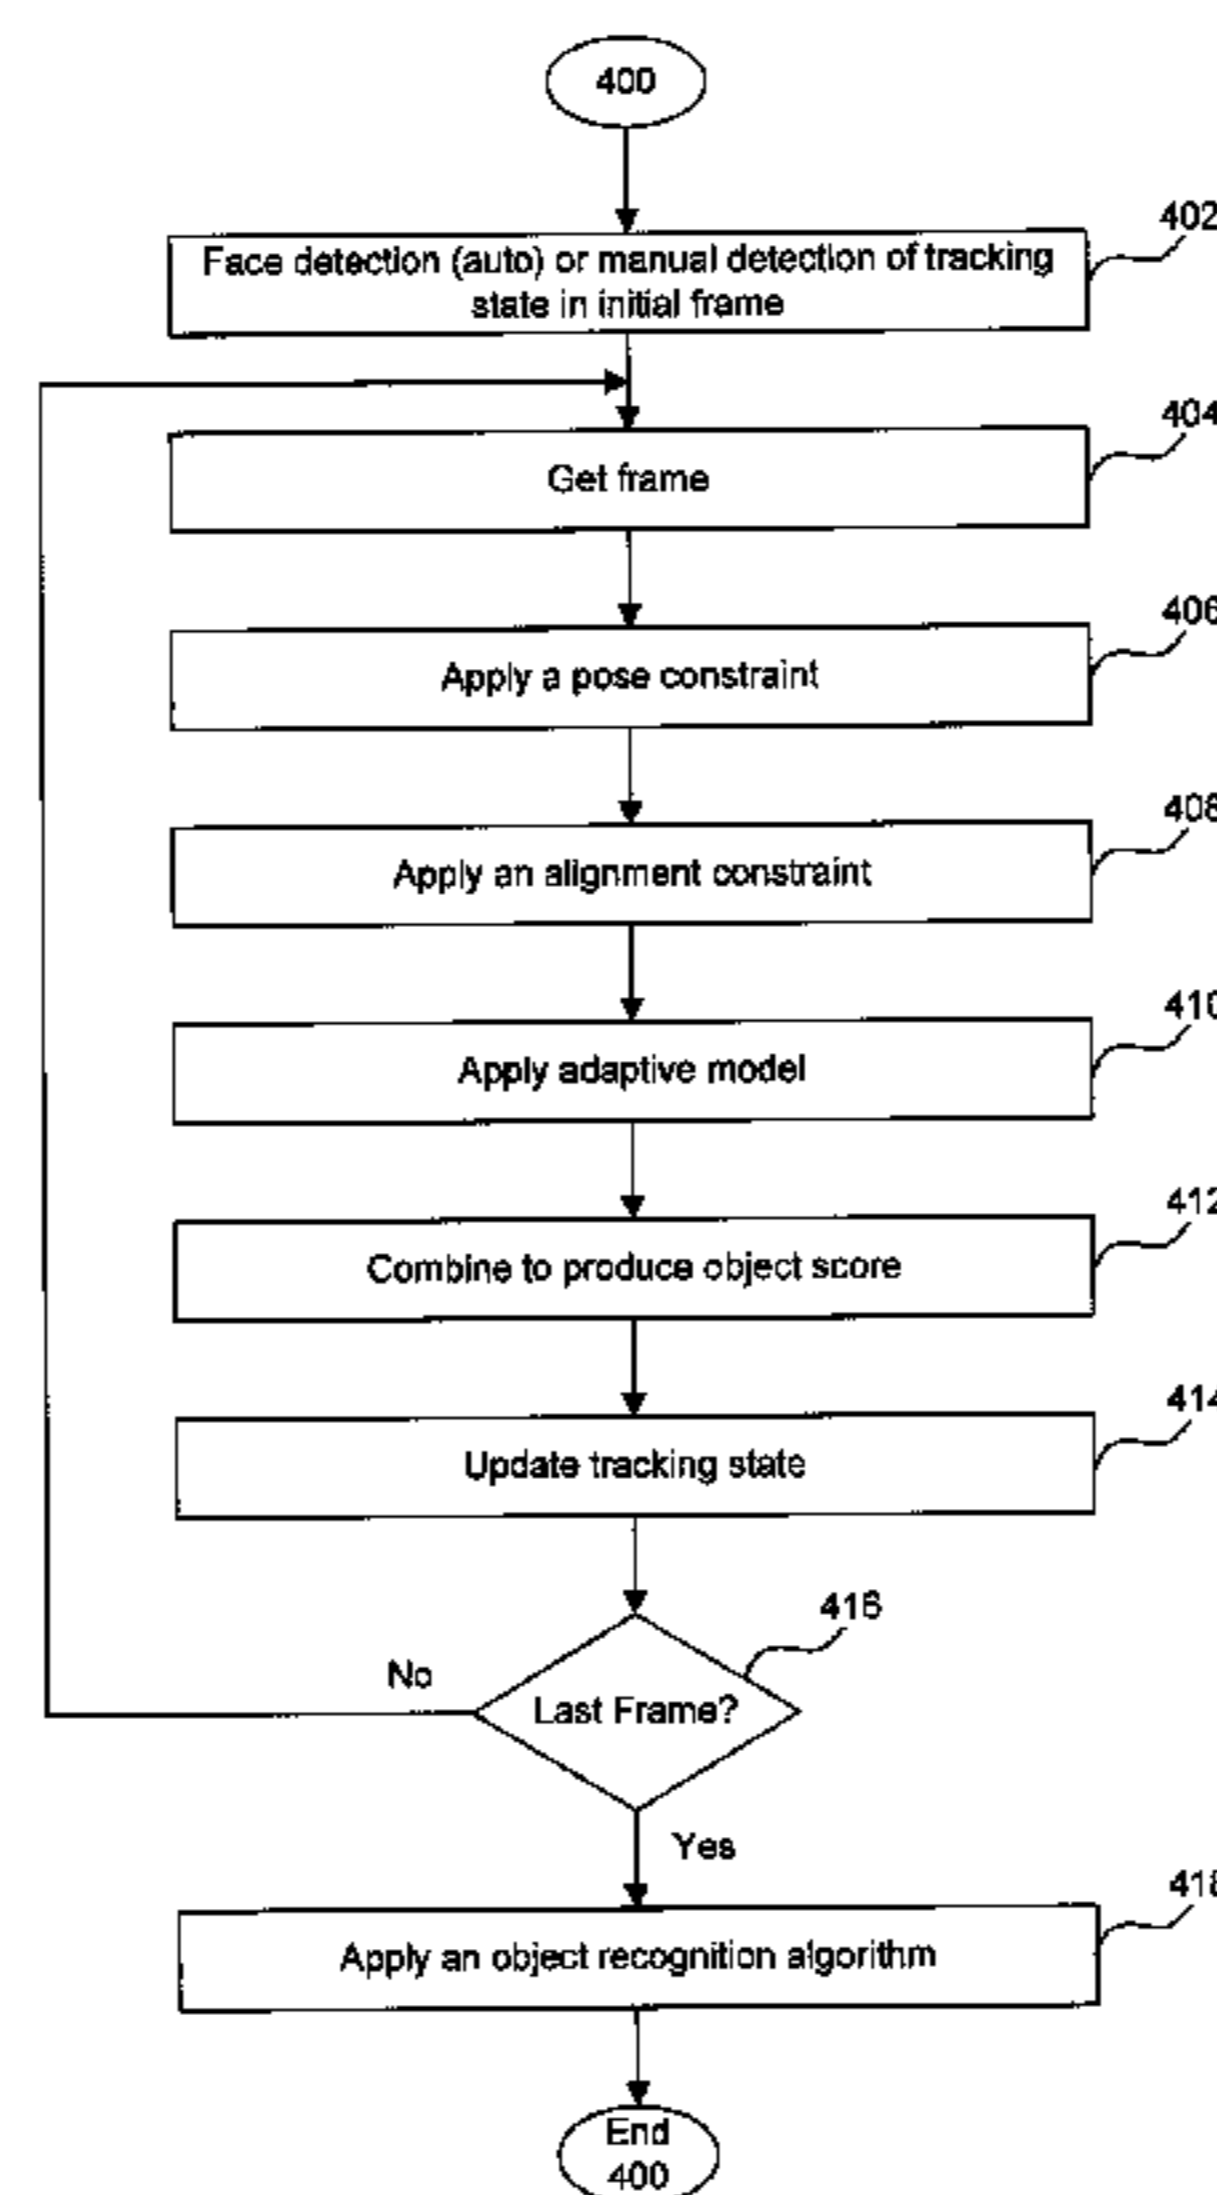 400
402
Face detection (auto) or manual detection of tracking
state in initial frame
404
Get frame
406
Apply a pose constraint
408
Apply an alignment constraint
410
Apply adaptive model
412
Combine to produce object score
414
Update tracking state
416
No
Last Frame?
Yes
418
Apply an object recognition algorithm
End
400